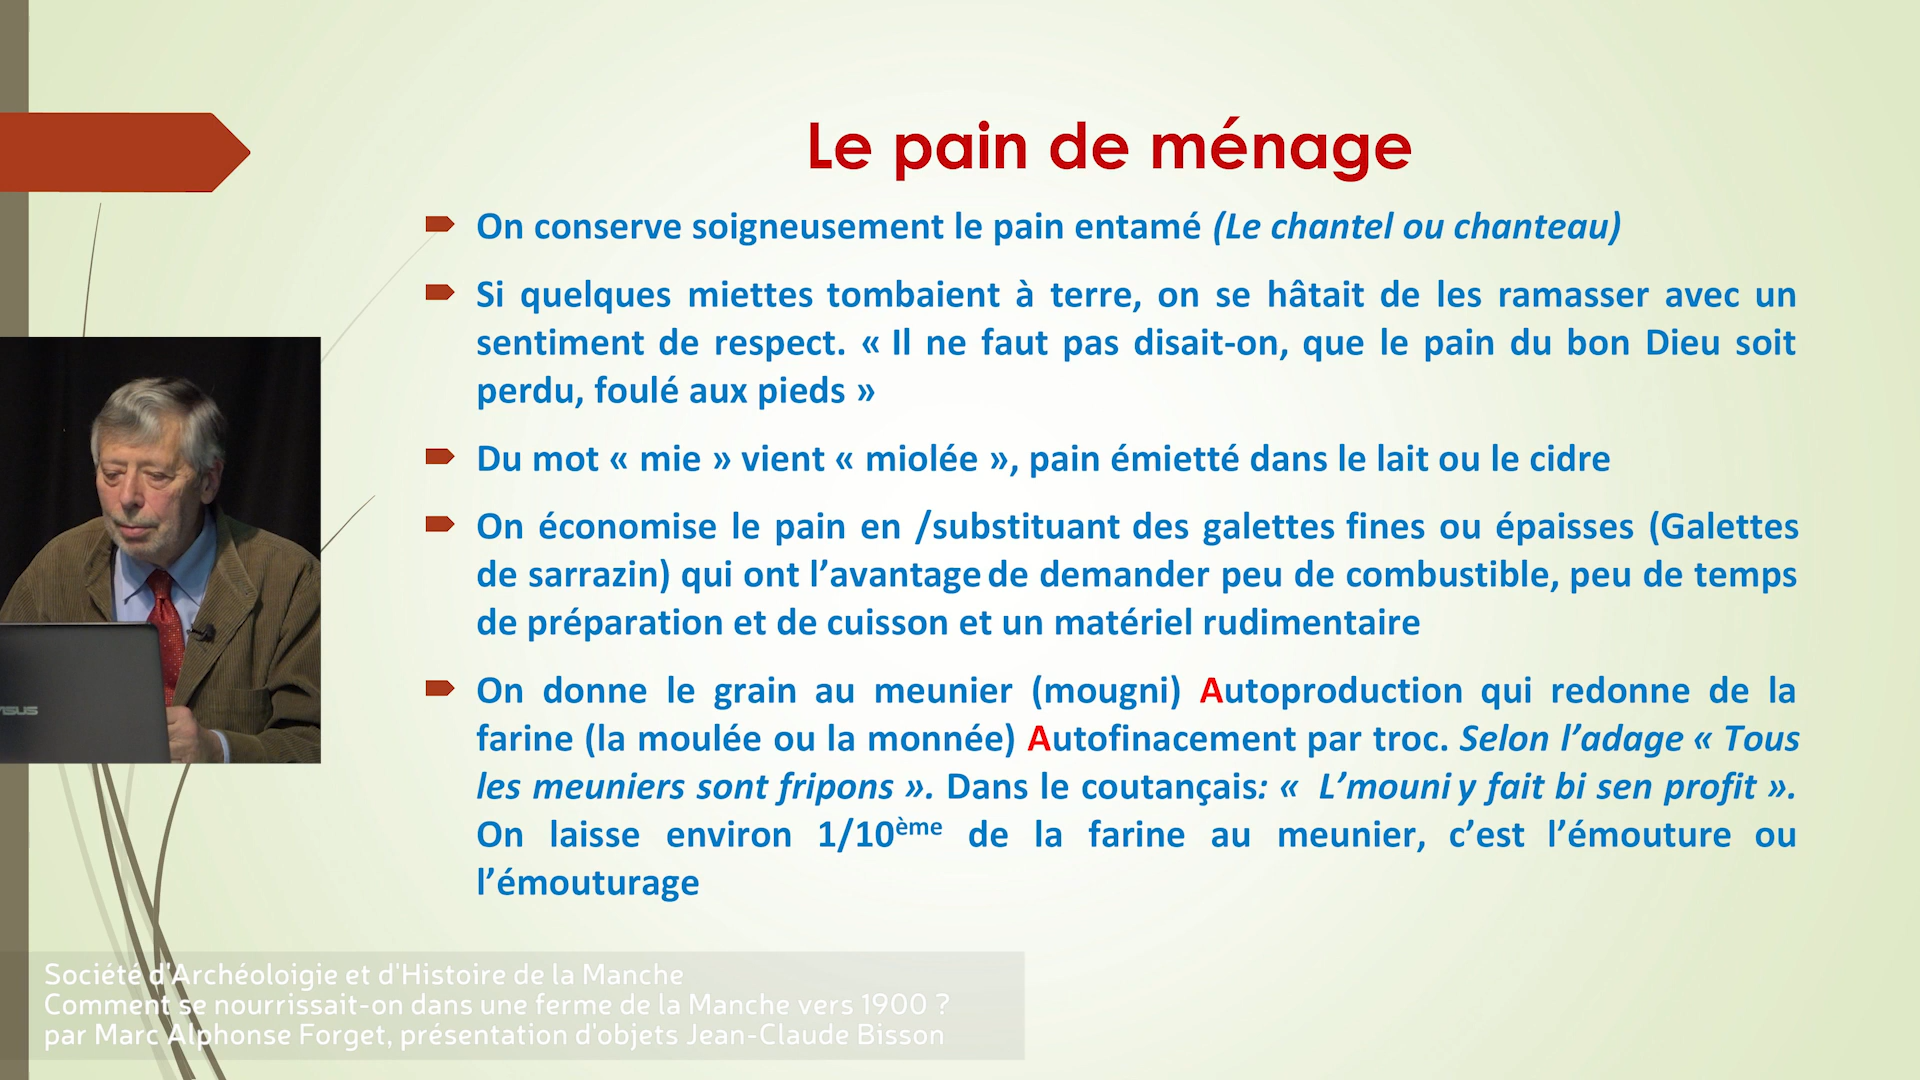 Le pain de ménage
On conserve soigneusement le pain entamé (Le chantel ou chanteau)
Si quelques miettes tombaient à terre, on se hâtait de les ramasser avec un
sentiment de respect. « Il ne faut pas disait-on, que le pain du bon Dieu soit
perdu, foulé aux pieds »
Du mot « mie » vient « miolée », pain émietté dans le lait ou le cidre
On économise le pain en /substituant des galettes fines ou épaisses (Galettes
de sarrazin) qui ont l’avantage de demander peu de combustible, peu de temps
de préparation et de cuisson et un matériel rudimentaire
On donne le grain au meunier (mougni) Autoproduction qui redonne de la
farine (la moulée ou la monnée) Autofinacement par troc. Selon l’adage « Tous
les meuniers sont fripons ». Dans le coutançais: « L’mouni y fait bi sen profit ».
On laisse environ 1/10ème de la farine au meunier, c’est l’émouture ou
l’émouturage
ASUS
Société d'Archéoloigie et d'Histoire de la Manche
Comment se nourrissait-on dans une ferme de la Manche vers 1900 ?
par Marc Alphonse Forget, présentation d'objets Jean-Claude Bisson